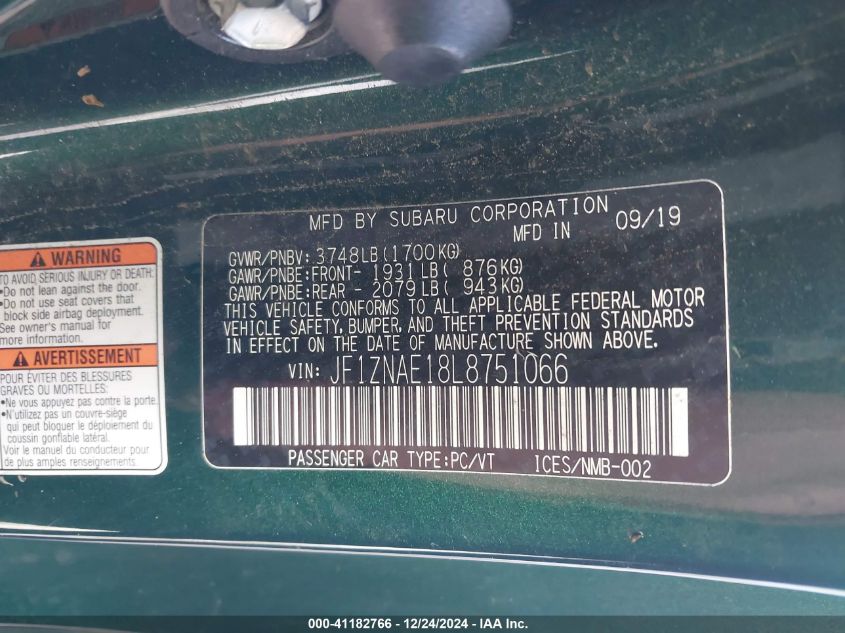 MFD BY SUBARU CORPORATION
MFD IN 09/19
GVWR/PNBV: 3748LB(1700KG)
GAWR/PNBE:FRONT- 1931LB( 876KG)
GAWR/PNBE:REAR - 2079LB( 943KG)
THIS VEHICLE CONFORMS TO ALL APPLICABLE FEDERAL MOTOR
VEHICLE SAFETY, BUMPER, AND THEFT PREVENTION STANDARDS
IN EFFECT ON THE DATE OF MANUFACTURE SHOWN ABOVE.
VIN: JF1ZNAE18L8751066
PASSENGER CAR TYPE:PC/VT ICES/NMB-002
WARNING
TO AVOID SERIOUS INJURY OR DEATH:
•Do not lean against the door.
•Do not use seat covers that
block side airbag deployment.
See owner's manual for
more information.
AVERTISSEMENT
POUR ÉVITER DES BLESSURES
GRAVES OU MORTELLES:
•Ne vous appuyez pas contre la porte.
•N'utilizes pas un couvre-siège
qui peut bloquer le déploiement du
coussin gonflable latéral.
Voir le manuel du conducteur pour
de plus amples renseignements.
000-41182766 - 12/24/2024 - IAA Inc.